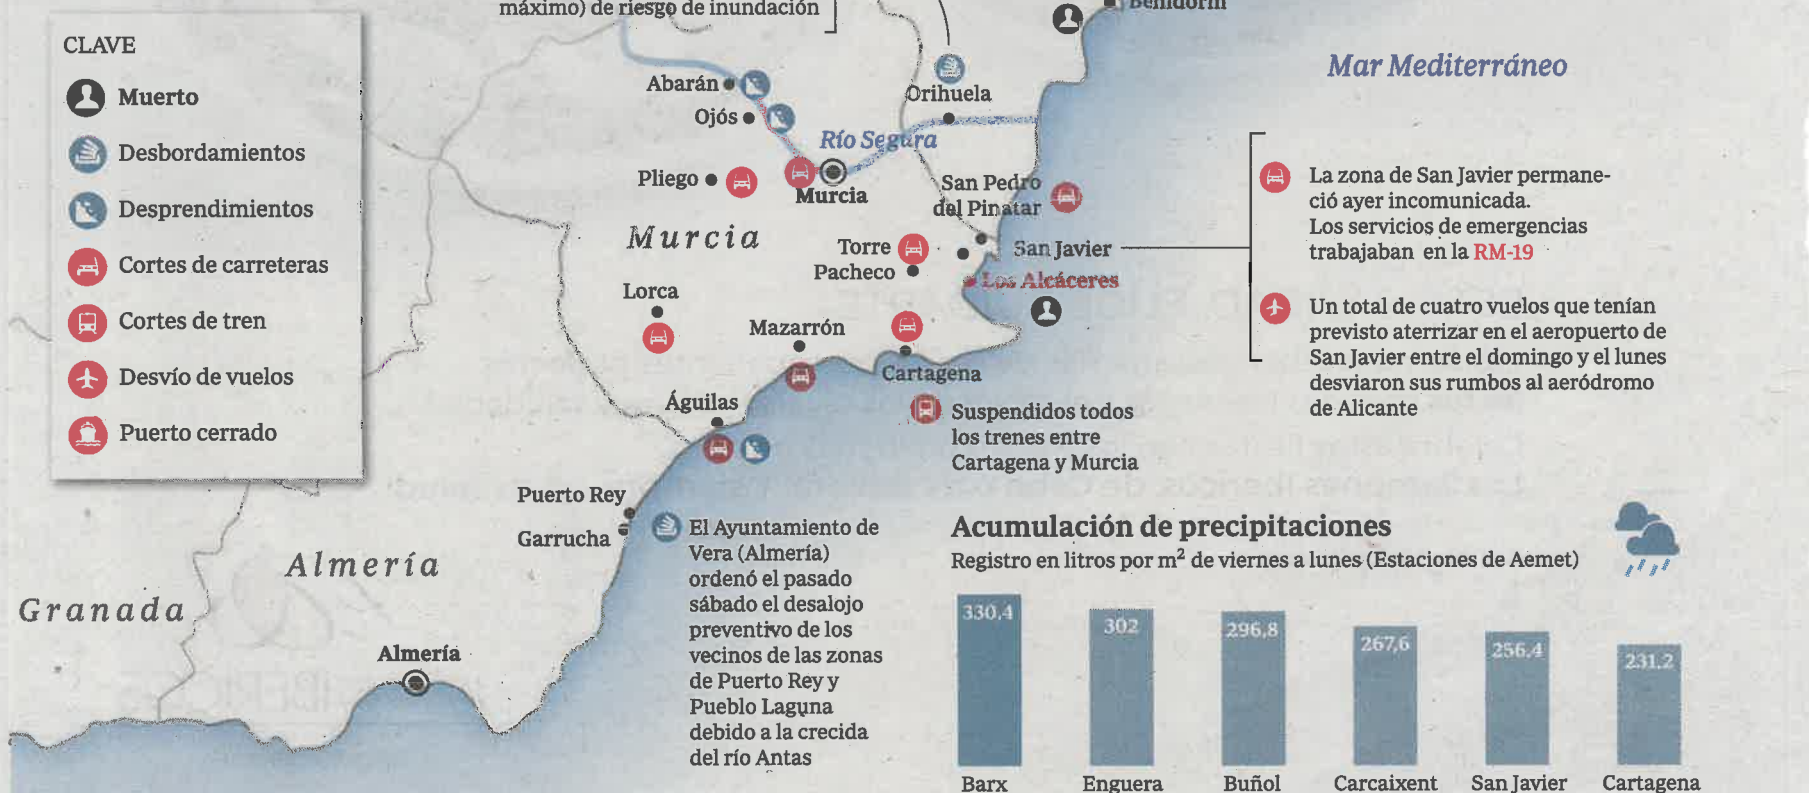 máximo) de riesgo de inundación
Benidorm
CLAVE
Muerto
Desbordamientos
Desprendimientos
Cortes de carreteras
Cortes de tren
Desvío de vuelos
Puerto cerrado
Mar Mediterráneo
Abarán
Ojós
Orihuela
Río Segura
Pliego
Murcia
San Pedro
del Pinatar
Murcia
Torre
Pacheco
San Javier
Los Alcáceres
Lorca
Mazarrón
Cartagena
Águilas
La zona de San Javier permane-
ció ayer incomunicada.
Los servicios de emergencias
trabajaban en la RM-19
Un total de cuatro vuelos que tenían
previsto aterrizar en el aeropuerto de
San Javier entre el domingo y el lunes
desviaron sus rumbos al aeródromo
de Alicante
Suspendidos todos
los trenes entre
Cartagena y Murcia
Puerto Rey
Garrucha
Almería
Granada
Almería
El Ayuntamiento de
Vera (Almería)
ordenó el pasado
sábado el desalojo
preventivo de los
vecinos de las zonas
de Puerto Rey y
Pueblo Laguna
debido a la crecida
del río Antas
Acumulación de precipitaciones
Registro en litros por m² de viernes a lunes (Estaciones de Aemet)
330,4
302
296,8
267,6
256,4
231,2
Barx
Enguera
Buñol
Carcaixent
San Javier
Cartagena